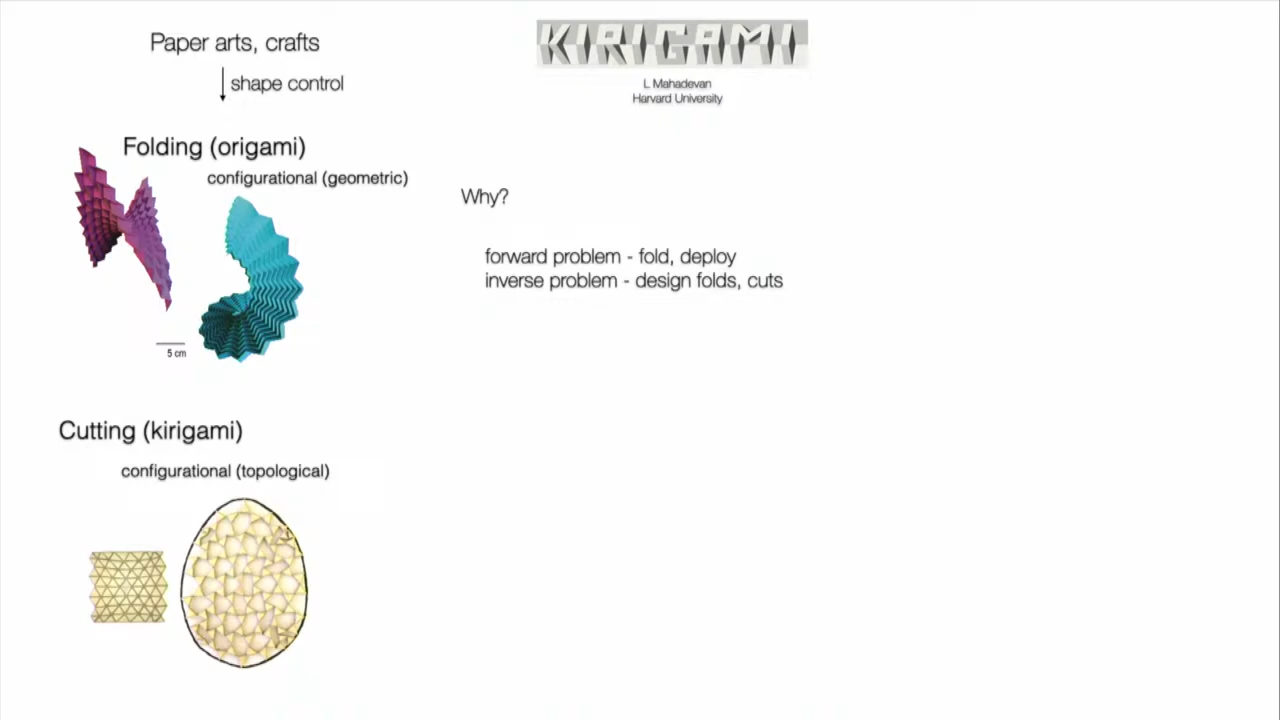 Paper arts, crafts
shape control
KIRIGAMI
L Mahadevan
Harvard University
Folding (origami)
configurational (geometric)
5 cm
Why?
forward problem - fold, deploy
inverse problem - design folds, cuts
Cutting (kirigami)
configurational (topological)